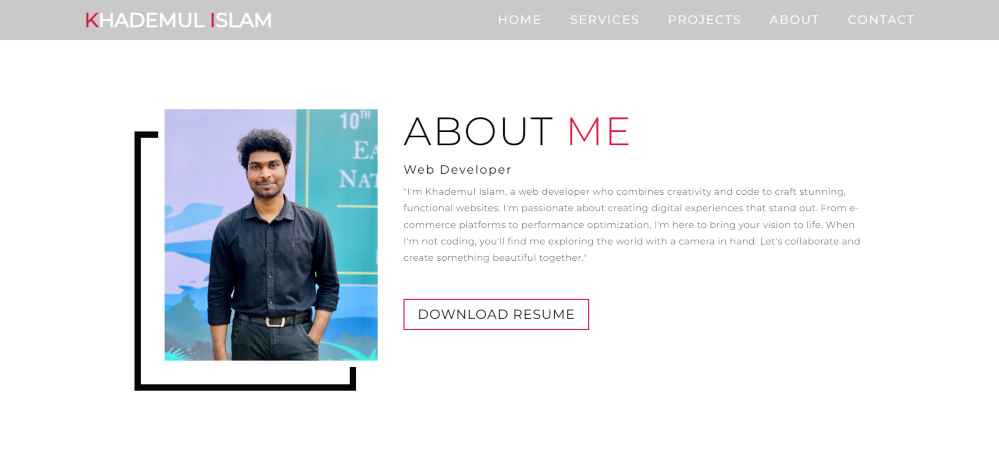 KHADEMUL ISLAM
HOME SERVICES PROJECTS ABOUT CONTACT
10TH
EA
NAT
ABOUT ME
Web Developer
"I'm Khademul Islam, a web developer who combines creativity and code to craft stunning,
functional websites. I'm passionate about creating digital experiences that stand out. From e-
commerce platforms to performance optimization, I'm here to bring your vision to life. When
I'm not coding, you'll find me exploring the world with a camera in hand. Let's collaborate and
create something beautiful together."
DOWNLOAD RESUME